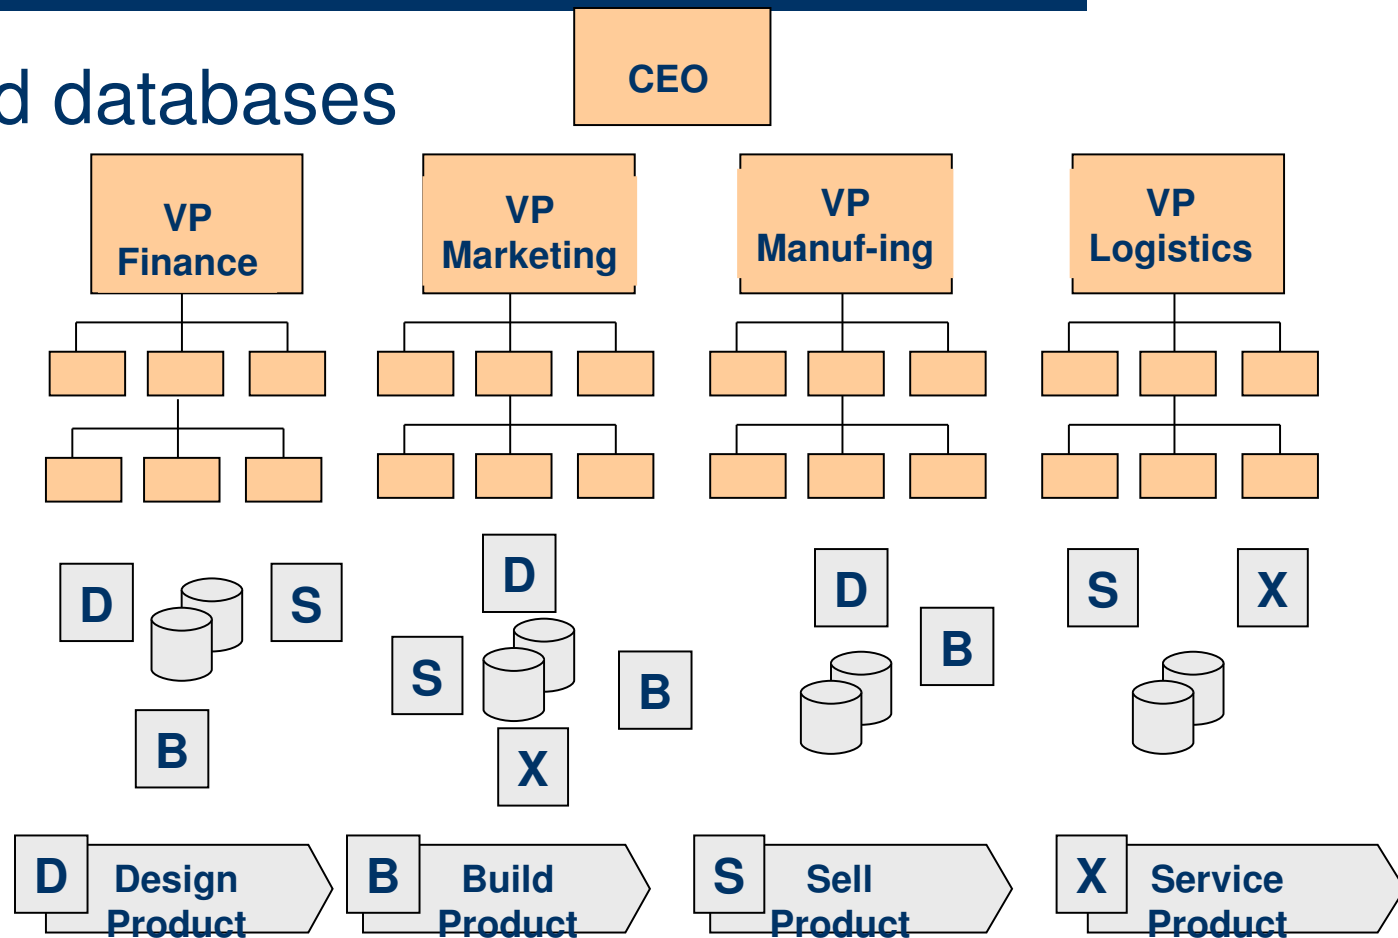 CEO
d databases
VP
Finance
VP
Marketing
VP
Manuf-ing
VP
Logistics
D
S
B
D
S
B
X
D
B
S
X
D
Design
Product
B
Build
Product
S
Sell
Product
X
Service
Product